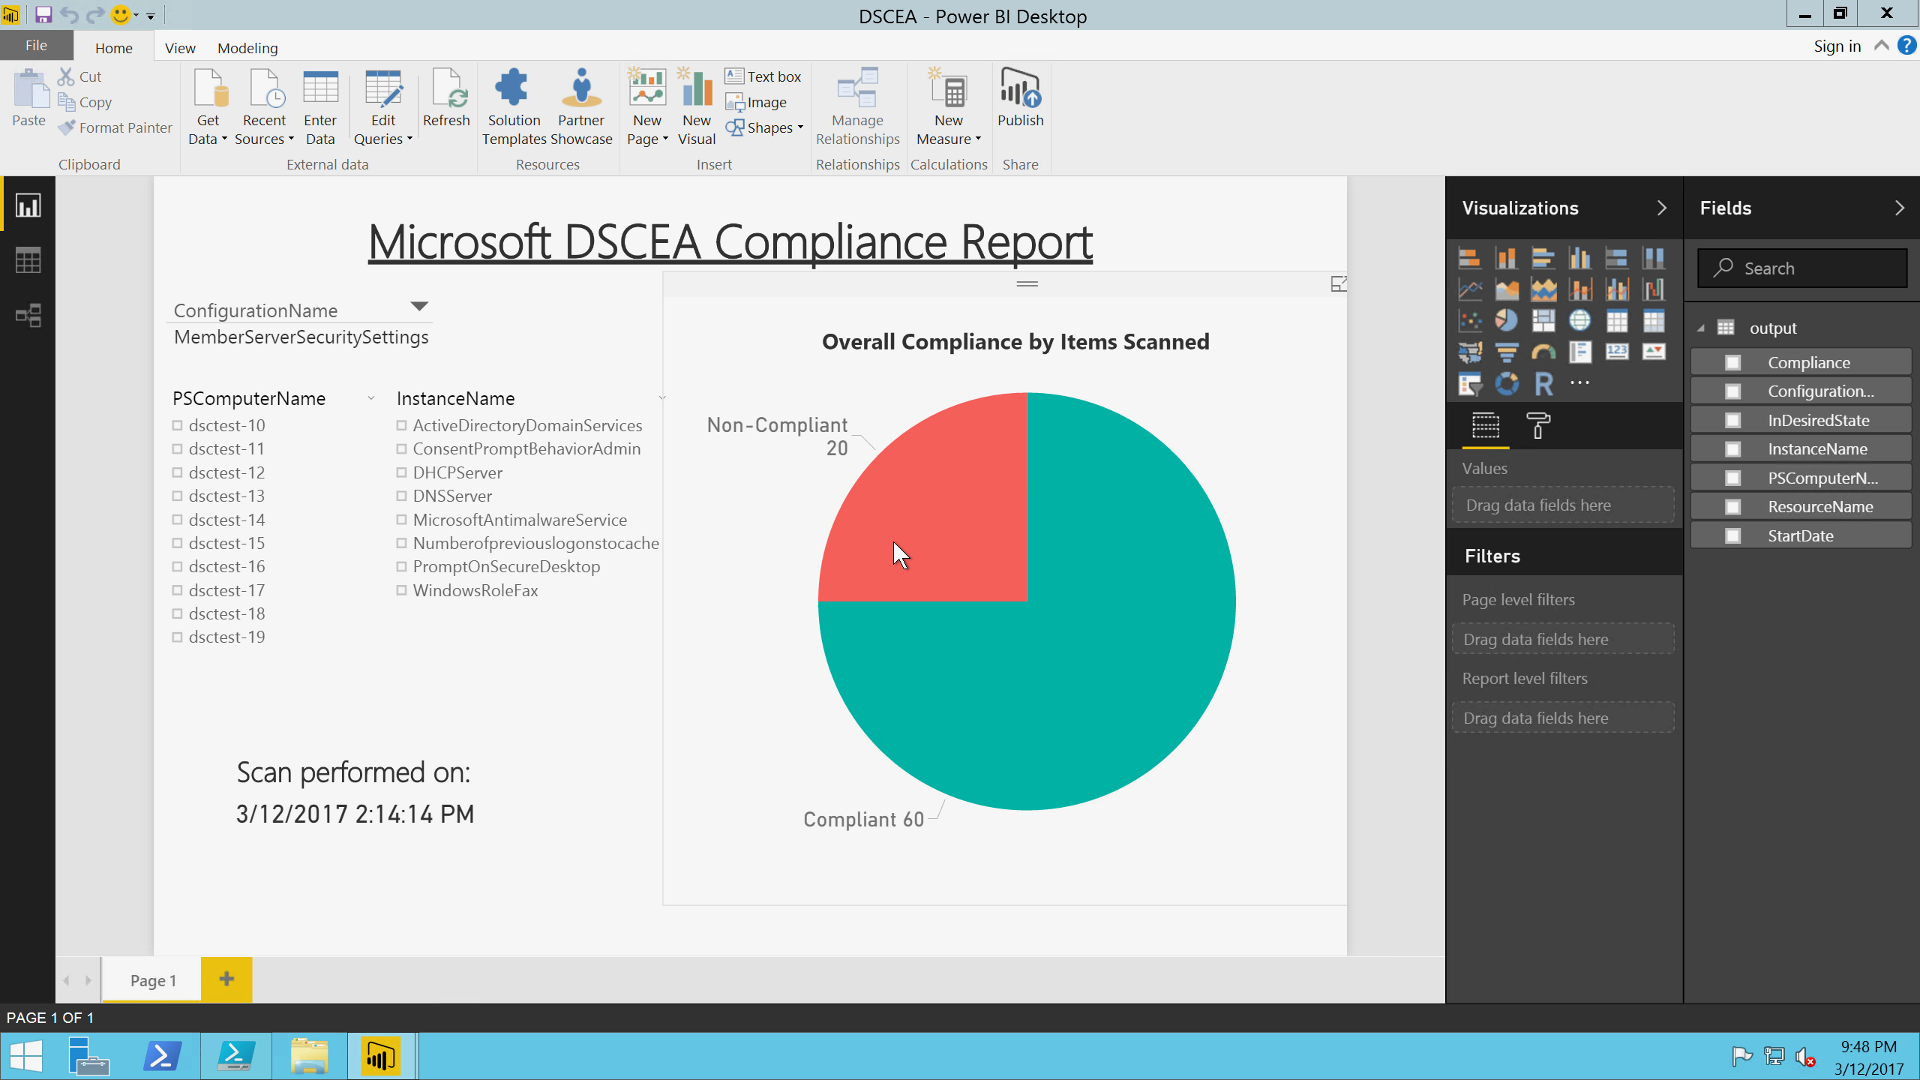 DSCEA - Power BI Desktop
File
Home
View
Modeling
Sign in
?
Paste
Cut
Copy
Format Painter
Clipboard
Get Data
Recent Sources
Enter Data
Edit Queries
Refresh
External data
Solution Templates
Partner Showcase
Resources
New Page
New Visual
Text box
Image
Shapes
Insert
Manage Relationships
Relationships
New Measure
Calculations
Publish
Share
Microsoft DSCEA Compliance Report
ConfigurationName
MemberServerSecuritySettings
PSComputerName
dsctest-10
dsctest-11
dsctest-12
dsctest-13
dsctest-14
dsctest-15
dsctest-16
dsctest-17
dsctest-18
dsctest-19
InstanceName
ActiveDirectoryDomainServices
ConsentPromptBehaviorAdmin
DHCPServer
DNSServer
MicrosoftAntimalwareService
Numberofpreviouslogonstocache
PromptOnSecureDesktop
WindowsRoleFax
Scan performed on:
3/12/2017 2:14:14 PM
Overall Compliance by Items Scanned
Non-Compliant
20
Compliant 60
Visualizations
123
R
Values
Drag data fields here
Filters
Page level filters
Drag data fields here
Report level filters
Drag data fields here
Fields
Search
output
Compliance
Configuration...
InDesiredState
InstanceName
PSComputerN...
ResourceName
StartDate
Page 1
+
PAGE 1 OF 1
9:48 PM
3/12/2017